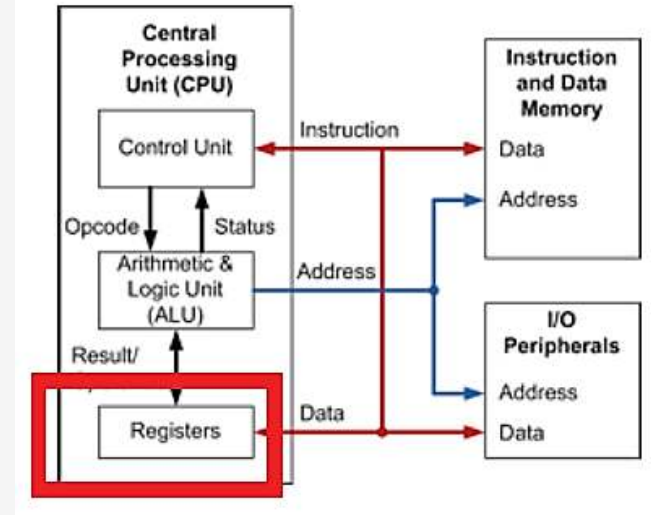 Central
Processing
Unit (CPU)
Control Unit
Opcode
Status
Arithmetic &
Logic Unit
(ALU)
Result/
Registers
Instruction
Address
Data
Instruction
and Data
Memory
Data
Address
I/O
Peripherals
Address
Data